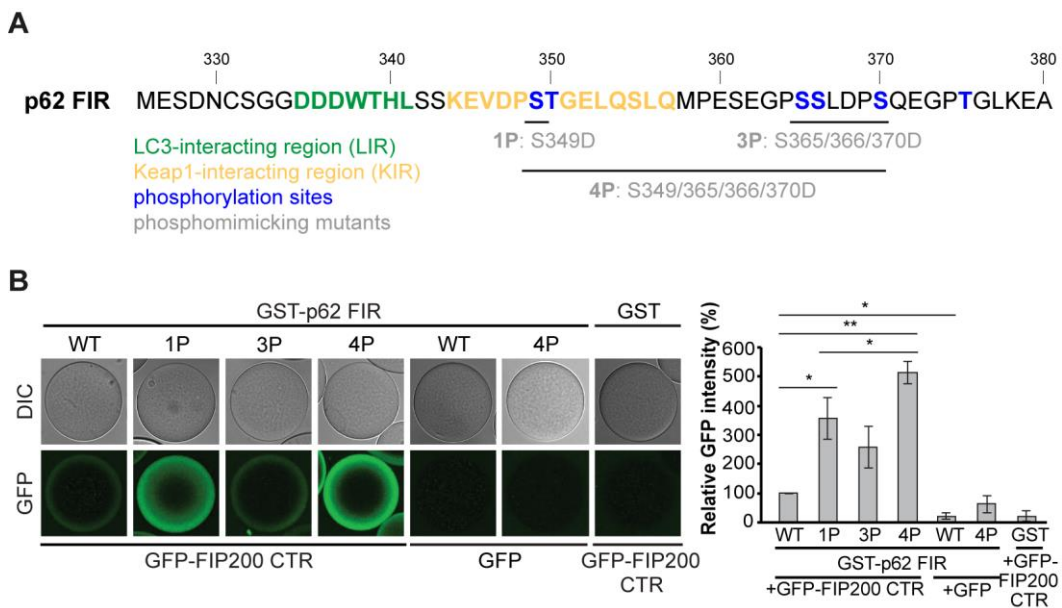 A
330 340 350 360 370 380
p62 FIR MESDNCSGGDDDWTHLSSKEVDPSTGELQSLQMPESEGPSSLDPSQEGPTGLKEA
1P: S349D 3P: S365/366/370D
LC3-interacting region (LIR)
Keap1-interacting region (KIR)
4P: S349/365/366/370D
phosphorylation sites
phosphomimicking mutants
B
GST-p62 FIR GST
WT 1P 3P 4P WT 4P
DIC
GFP
GFP-FIP200 CTR GFP GFP-FIP200
CTR
Relative GFP intensity (%)
*
**
*
*
600
500
400
300
200
100
0
WT 1P 3P 4P WT 4P GST
GST-p62 FIR +GFP-
+GFP-FIP200 CTR +GFP FIP200
CTR